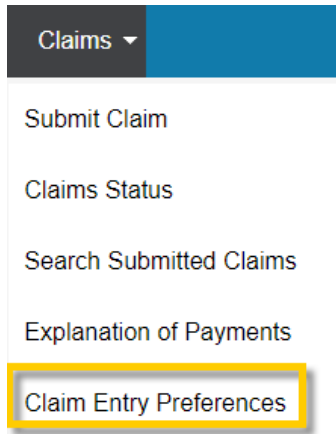 Claims
Submit Claim
Claims Status
Search Submitted Claims
Explanation of Payments
Claim Entry Preferences